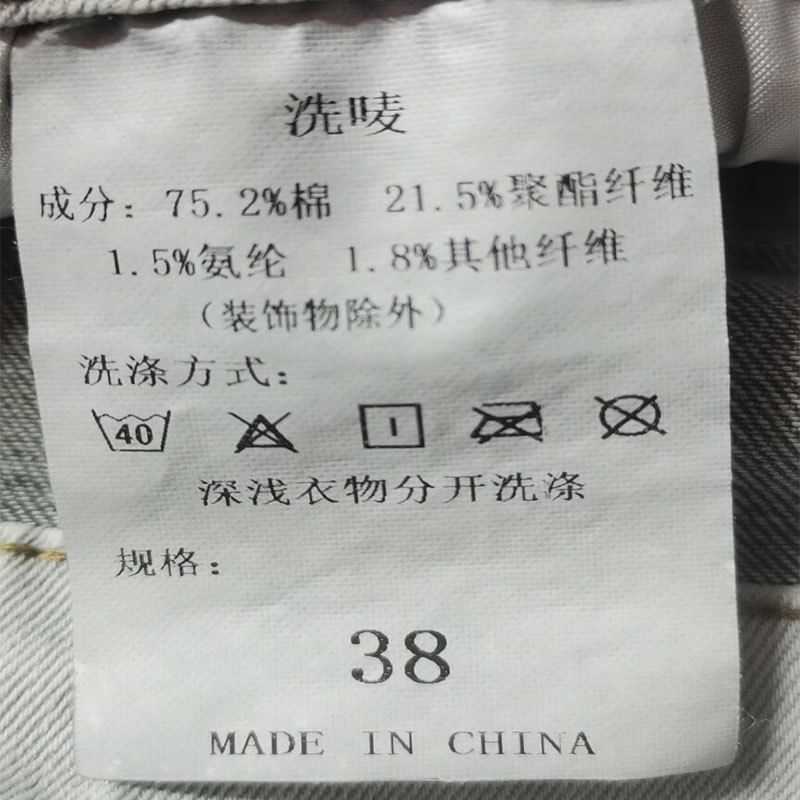 洗唛
成分：75.2%棉 21.5%聚酯纤维
1.5%氨纶 1.8%其他纤维
（装饰物除外）
洗涤方式：
40
深浅衣物分开洗涤
规格：
38
MADE IN CHINA